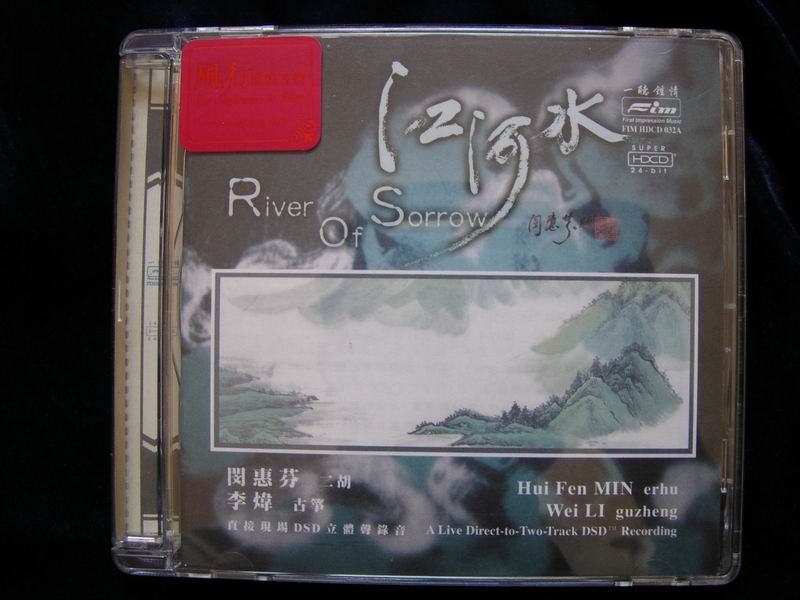 風行
江河水
River
Of Sorrow
閔惠芬
一聽鍾情
Fim
First Impression Music
FIM HDCD 032A
SUPER
HDCD
24-bit
閔惠芬 二胡
李煒 古箏
直接現場DSD立體聲錄音
Hui Fen MIN erhu
Wei LI guzheng
A Live Direct-to-Two-Track DSD™ Recording